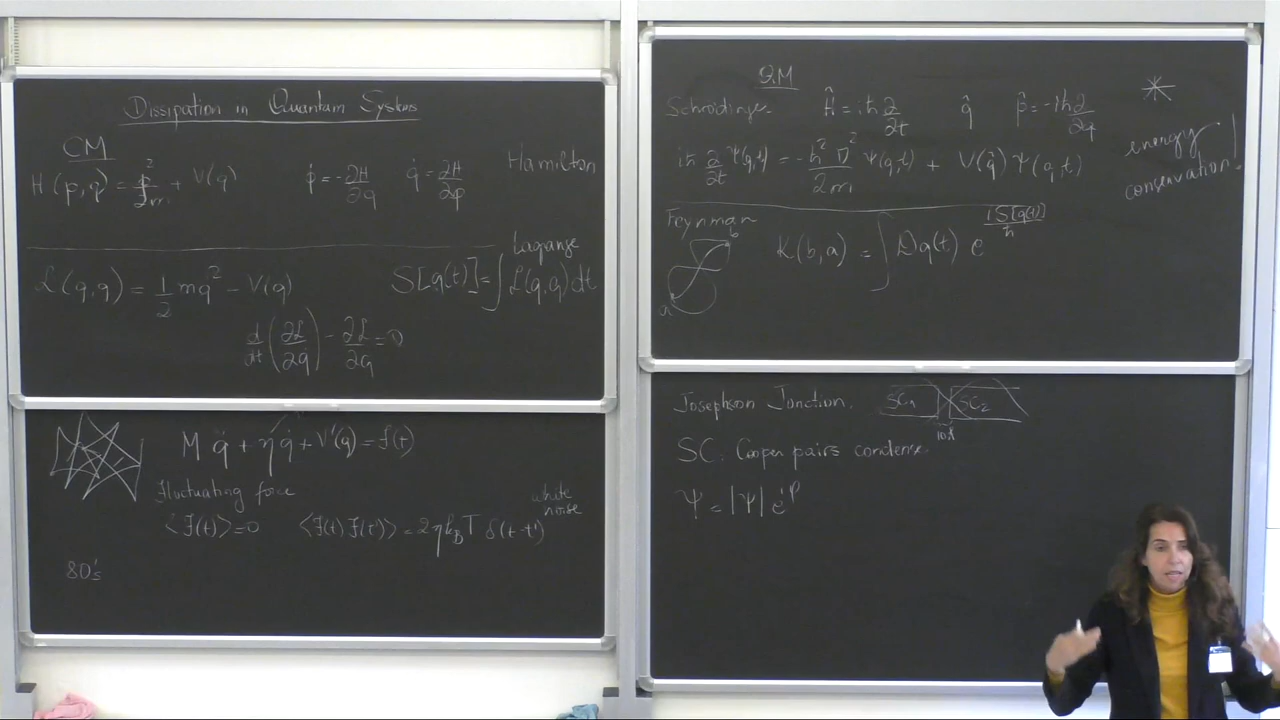 Dissipation in Quantum Systems
CM
H(p,q) = p²/2m + V(q)    ṗ = -∂H/∂q    q̇ = ∂H/∂p    Hamilton
Lagrange
ℒ(q,q̇) = 1/2 mq̇² - V(q)    S[q(t)] = ∫ ℒ(q,q̇)dt
d/dt (∂ℒ/∂q̇) - ∂ℒ/∂q = 0
M q̈ + ηq̇ + V'(q) = f(t)
fluctuating force
white noise
⟨f(t)⟩=0    ⟨f(t) f(t')⟩ = 2ηk_BT δ(t-t')
80's
QM
Schrödinger    Ĥ = iħ ∂/∂t    q̂    p̂ = -iħ ∂/∂q
iħ ∂/∂t Ψ(q,t) = -ħ²∇²/2m Ψ(q,t) + V(q̂) Ψ(q,t)
energy
conservation!
Feynman
b
a
K(b,a) = ∫ Dq(t) e^{iS[q(t)]/ħ}
Josephson Junction.    SC₁    SC₂
10Å
SC: Cooper pairs condense.
Ψ = |Ψ| e^{iφ}